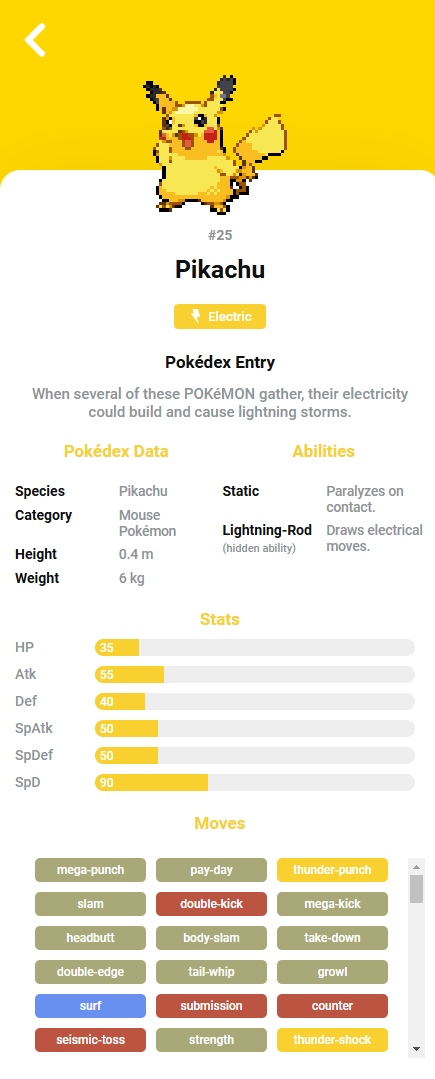 #25
Pikachu
Electric
Pokédex Entry
When several of these POKéMON gather, their electricity
could build and cause lightning storms.
Pokédex Data
Species Pikachu
Category Mouse
Pokémon
Height 0.4 m
Weight 6 kg
Abilities
Static Paralyzes on
contact.
Lightning-Rod Draws electrical
(hidden ability) moves.
Stats
HP 35
Atk 55
Def 40
SpAtk 50
SpDef 50
SpD 90
Moves
mega-punch pay-day thunder-punch
slam double-kick mega-kick
headbutt body-slam take-down
double-edge tail-whip growl
surf submission counter
seismic-toss strength thunder-shock